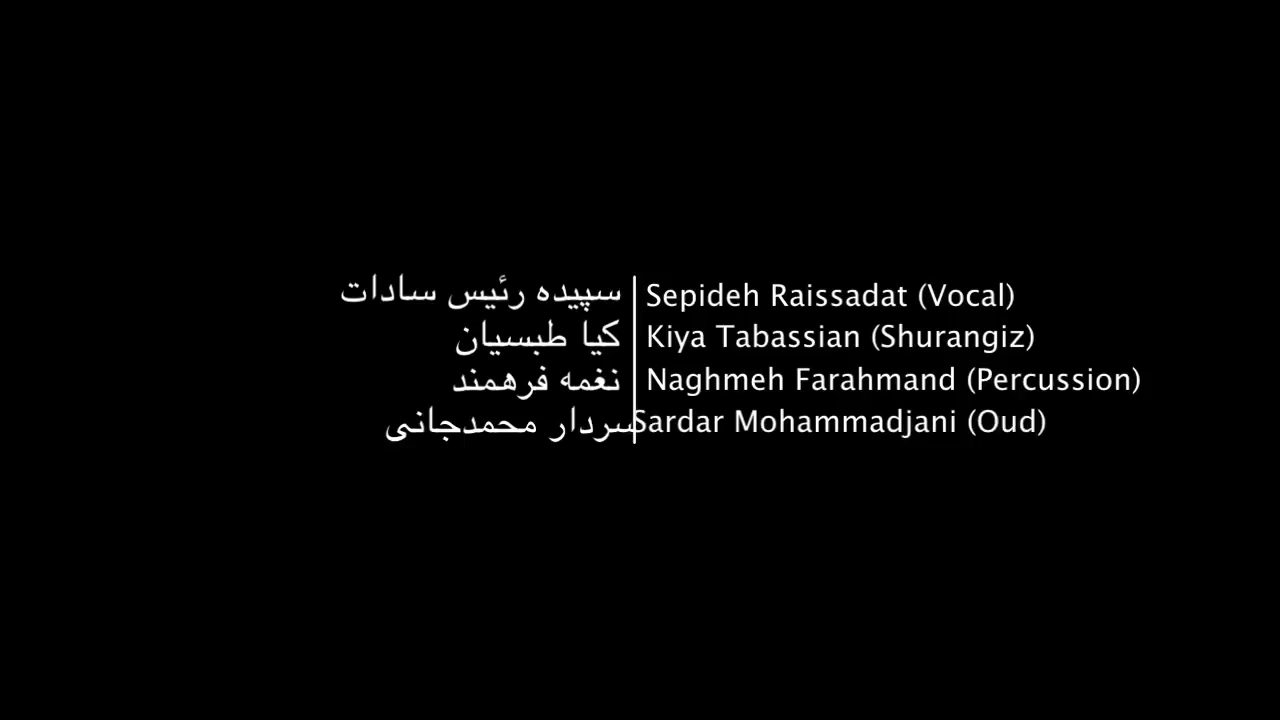 سپیده رئیس سادات Sepideh Raissadat (Vocal)
کیا طبسیان Kiya Tabassian (Shurangiz)
نغمه فرهمند Naghmeh Farahmand (Percussion)
سردار محمدجانی Sardar Mohammadjani (Oud)